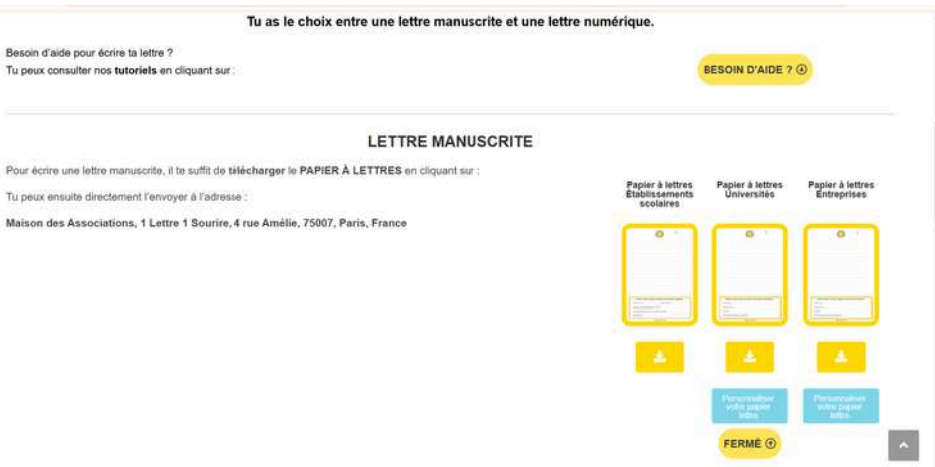 Tu as le choix entre une lettre manuscrite et une lettre numérique.
Besoin d'aide pour écrire ta lettre ?
Tu peux consulter nos tutoriels en cliquant sur :
BESOIN D'AIDE ?
LETTRE MANUSCRITE
Pour écrire une lettre manuscrite, il te suffit de télécharger le PAPIER À LETTRES en cliquant sur :
Tu peux ensuite directement l'envoyer à l'adresse :
Maison des Associations, 1 Lettre 1 Sourire, 4 rue Amélie, 75007, Paris, France
Papier à lettres
Établissements
scolaires
Papier à lettres
Universités
Papier à lettres
Entreprises
Personnaliser
votre papier
lettre
Personnaliser
votre papier
lettre
FERMÉ